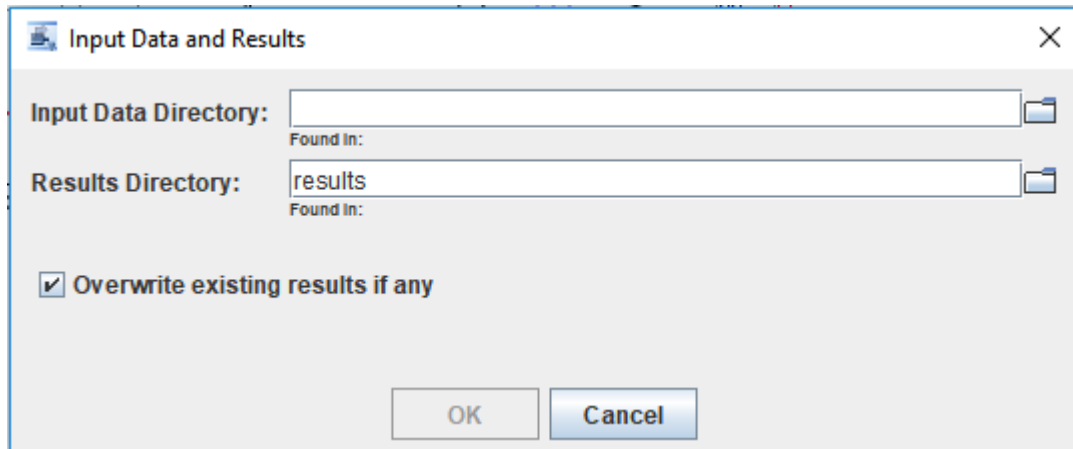 Input Data and Results
Input Data Directory:
Found In:
Results Directory: results
Found In:
Overwrite existing results if any
OK Cancel